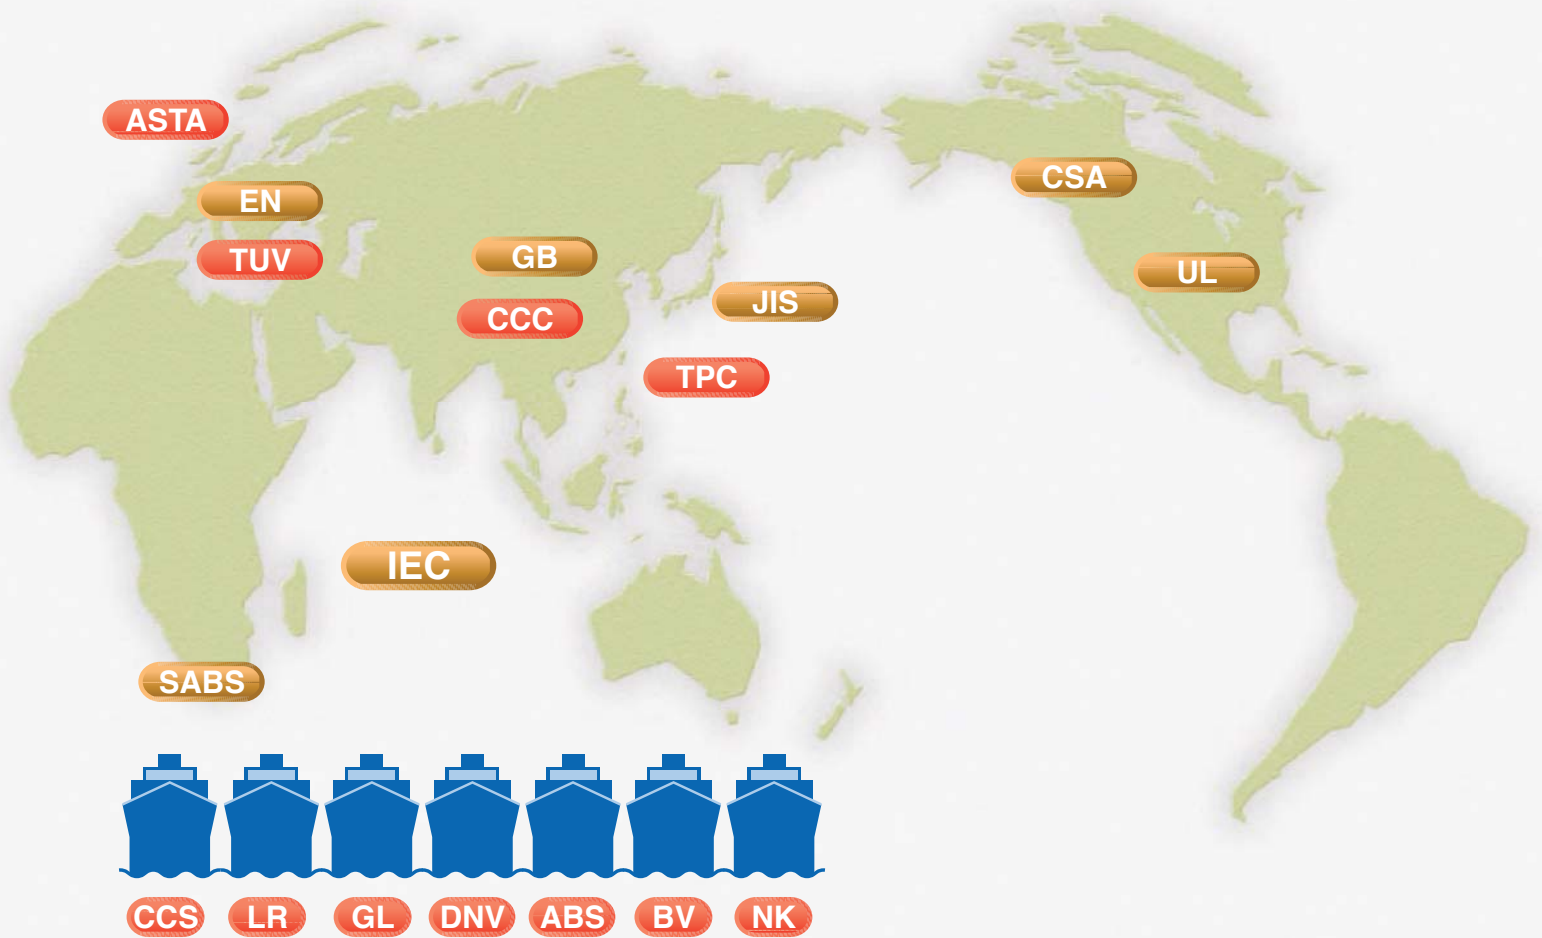 ASTA
CSA
EN
TUV
GB
UL
JIS
CCC
TPC
IEC
SABS
CCS LR GL DNV ABS BV NK